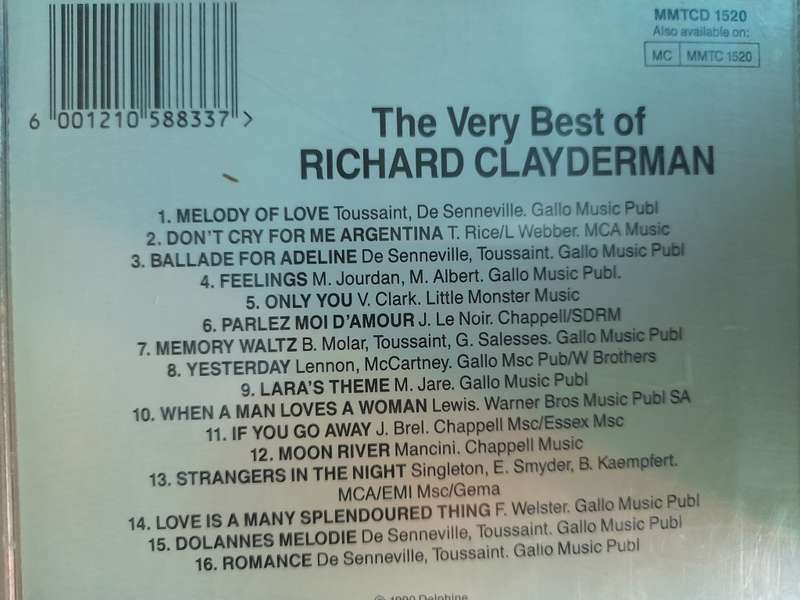 MMTCD 1520
Also available on:
MC MMTC 1520
6 001210 588337 >
The Very Best of
RICHARD CLAYDERMAN
1. MELODY OF LOVE Toussaint, De Senneville. Gallo Music Publ
2. DON'T CRY FOR ME ARGENTINA T. Rice/L Webber. MCA Music
3. BALLADE FOR ADELINE De Senneville, Toussaint. Gallo Music Publ
4. FEELINGS M. Jourdan, M. Albert. Gallo Music Publ.
5. ONLY YOU V. Clark. Little Monster Music
6. PARLEZ MOI D'AMOUR J. Le Noir. Chappell/SDRM
7. MEMORY WALTZ B. Molar, Toussaint, G. Salesses. Gallo Music Publ
8. YESTERDAY Lennon, McCartney. Gallo Msc Pub/W Brothers
9. LARA'S THEME M. Jare. Gallo Music Publ
10. WHEN A MAN LOVES A WOMAN Lewis. Warner Bros Music Publ SA
11. IF YOU GO AWAY J. Brel. Chappell Msc/Essex Msc
12. MOON RIVER Mancini. Chappell Music
13. STRANGERS IN THE NIGHT Singleton, E. Smyder, B. Kaempfert.
MCA/EMI Msc/Gema
14. LOVE IS A MANY SPLENDOURED THING F. Welster. Gallo Music Publ
15. DOLANNES MELODIE De Senneville, Toussaint. Gallo Music Publ
16. ROMANCE De Senneville, Toussaint. Gallo Music Publ
Delphine